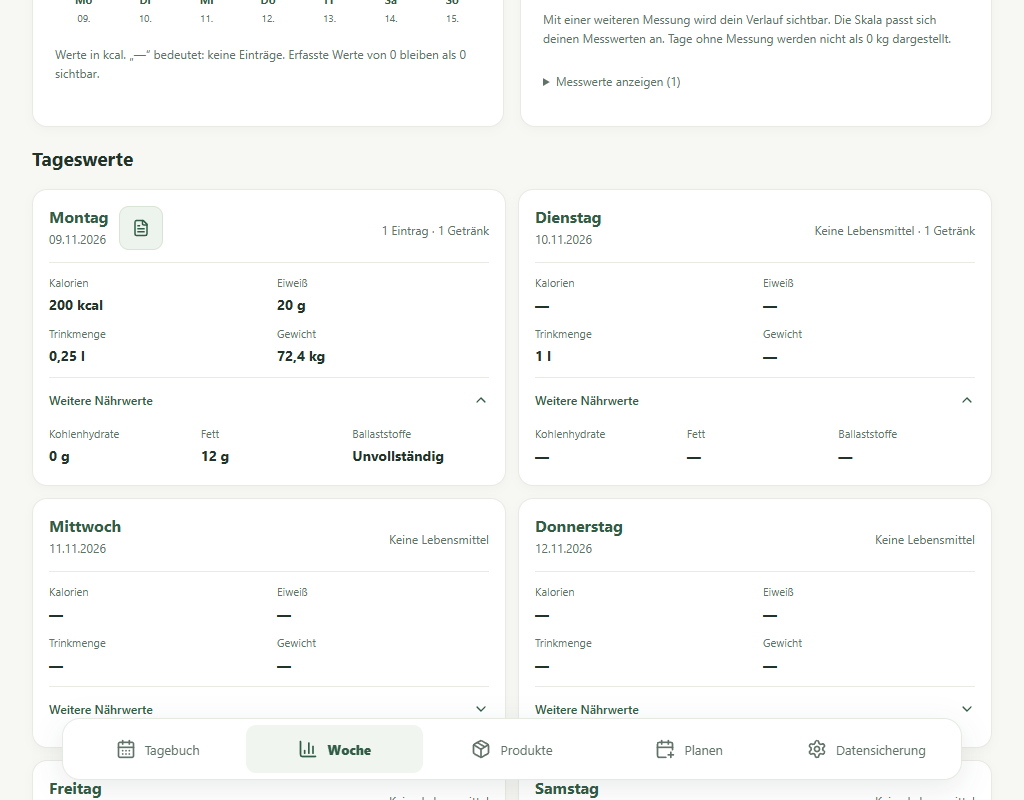 Mo Di Mi Do Fr Sa So
09. 10. 11. 12. 13. 14. 15.
Werte in kcal. „—“ bedeutet: keine Einträge. Erfasste Werte von 0 bleiben als 0
sichtbar.
Mit einer weiteren Messung wird dein Verlauf sichtbar. Die Skala passt sich
deinen Messwerten an. Tage ohne Messung werden nicht als 0 kg dargestellt.
Messwerte anzeigen (1)
Tageswerte
Montag
09.11.2026
1 Eintrag · 1 Getränk
Kalorien Eiweiß
200 kcal 20 g
Trinkmenge Gewicht
0,25 l 72,4 kg
Weitere Nährwerte
Kohlenhydrate Fett Ballaststoffe
0 g 12 g Unvollständig
Dienstag
10.11.2026
Keine Lebensmittel · 1 Getränk
Kalorien Eiweiß
— —
Trinkmenge Gewicht
1 l —
Weitere Nährwerte
Kohlenhydrate Fett Ballaststoffe
— — —
Mittwoch
11.11.2026
Keine Lebensmittel
Kalorien Eiweiß
— —
Trinkmenge Gewicht
— —
Weitere Nährwerte
Donnerstag
12.11.2026
Keine Lebensmittel
Kalorien Eiweiß
— —
Trinkmenge Gewicht
— —
Weitere Nährwerte
Freitag
Samstag
Tagebuch Woche Produkte Planen Datensicherung